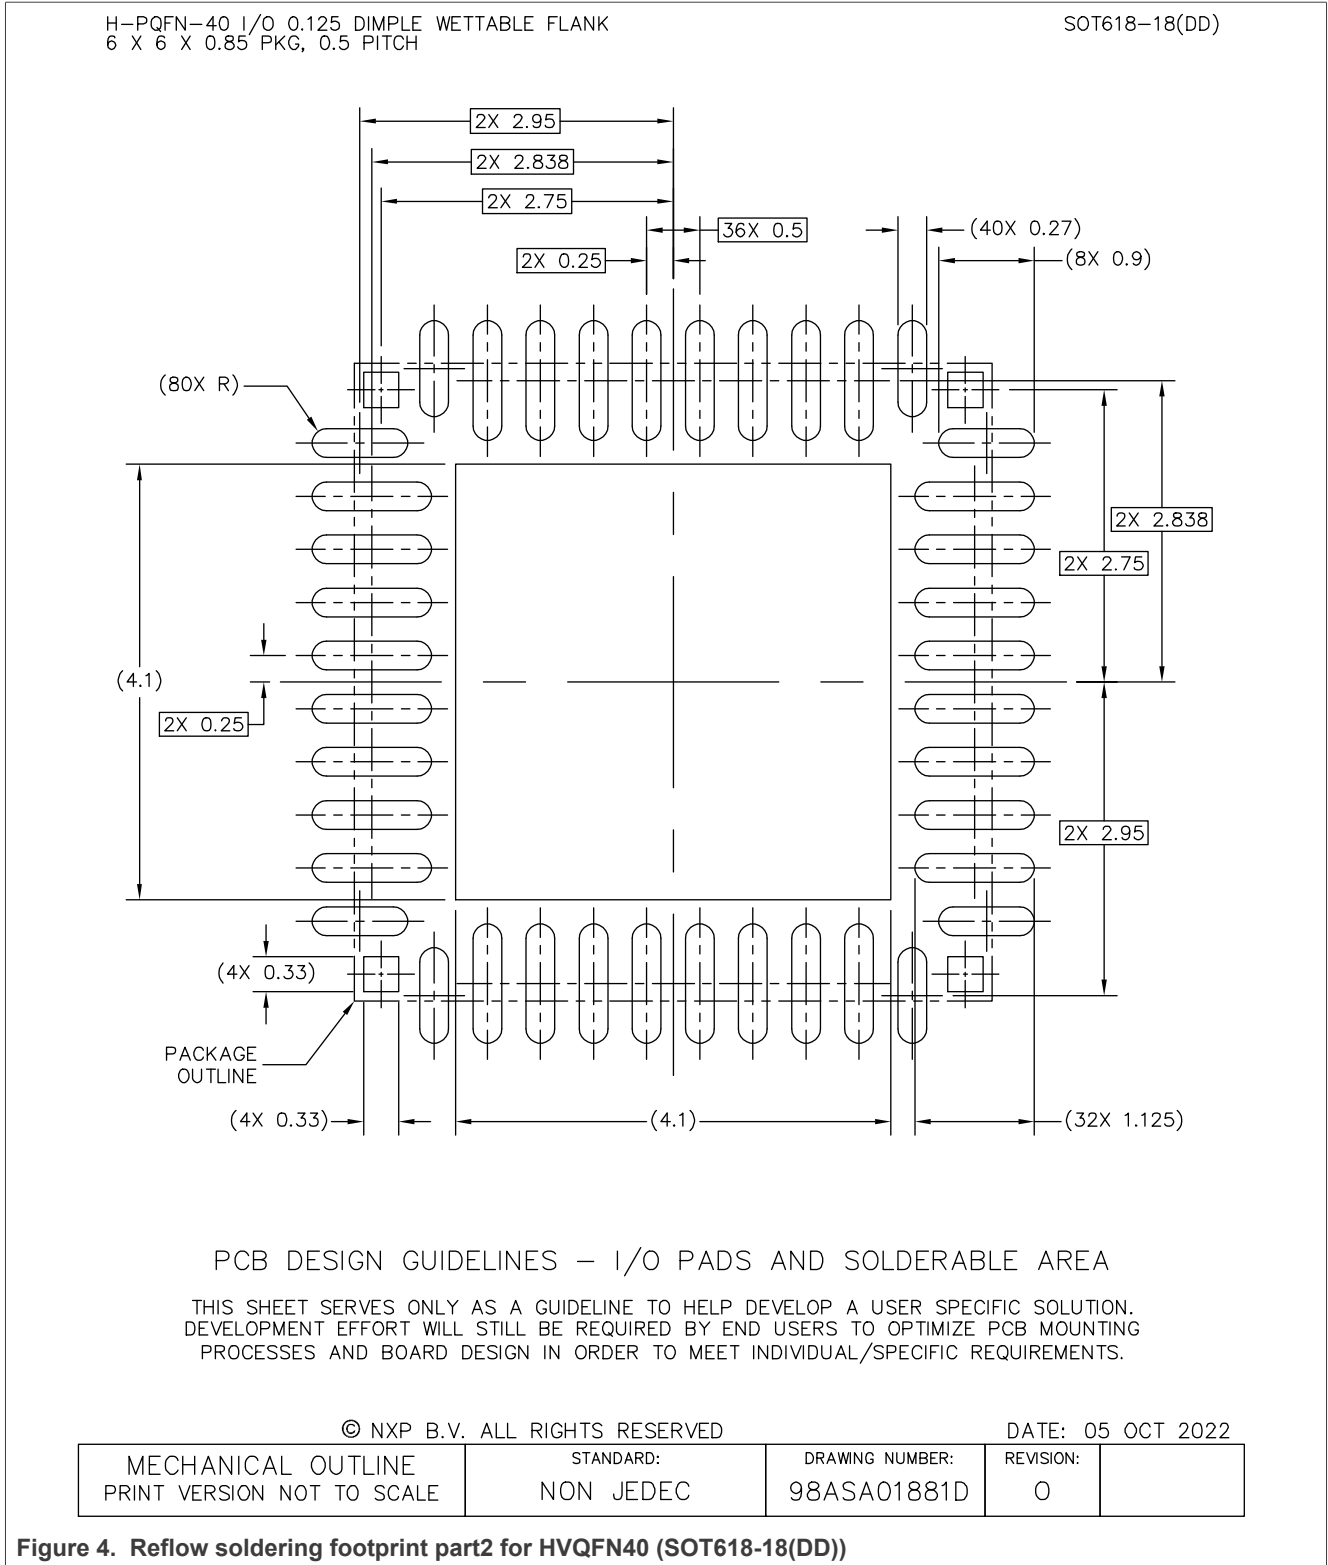 H-PQFN-40 I/O 0.125 DIMPLE WETTABLE FLANK
6 X 6 X 0.85 PKG, 0.5 PITCH
SOT618-18(DD)
2X 2.95
2X 2.838
2X 2.75
36X 0.5
(40X 0.27)
2X 0.25
(8X 0.9)
(80X R)
2X 2.838
2X 2.75
(4.1)
2X 0.25
2X 2.95
(4X 0.33)
PACKAGE
OUTLINE
(4X 0.33)
(4.1)
(32X 1.125)
PCB DESIGN GUIDELINES - I/O PADS AND SOLDERABLE AREA
THIS SHEET SERVES ONLY AS A GUIDELINE TO HELP DEVELOP A USER SPECIFIC SOLUTION.
DEVELOPMENT EFFORT WILL STILL BE REQUIRED BY END USERS TO OPTIMIZE PCB MOUNTING
PROCESSES AND BOARD DESIGN IN ORDER TO MEET INDIVIDUAL/SPECIFIC REQUIREMENTS.
© NXP B.V. ALL RIGHTS RESERVED
DATE: 05 OCT 2022
MECHANICAL OUTLINE
PRINT VERSION NOT TO SCALE
STANDARD:
NON JEDEC
DRAWING NUMBER:
98ASA01881D
REVISION:
O
Figure 4. Reflow soldering footprint part2 for HVQFN40 (SOT618-18(DD))